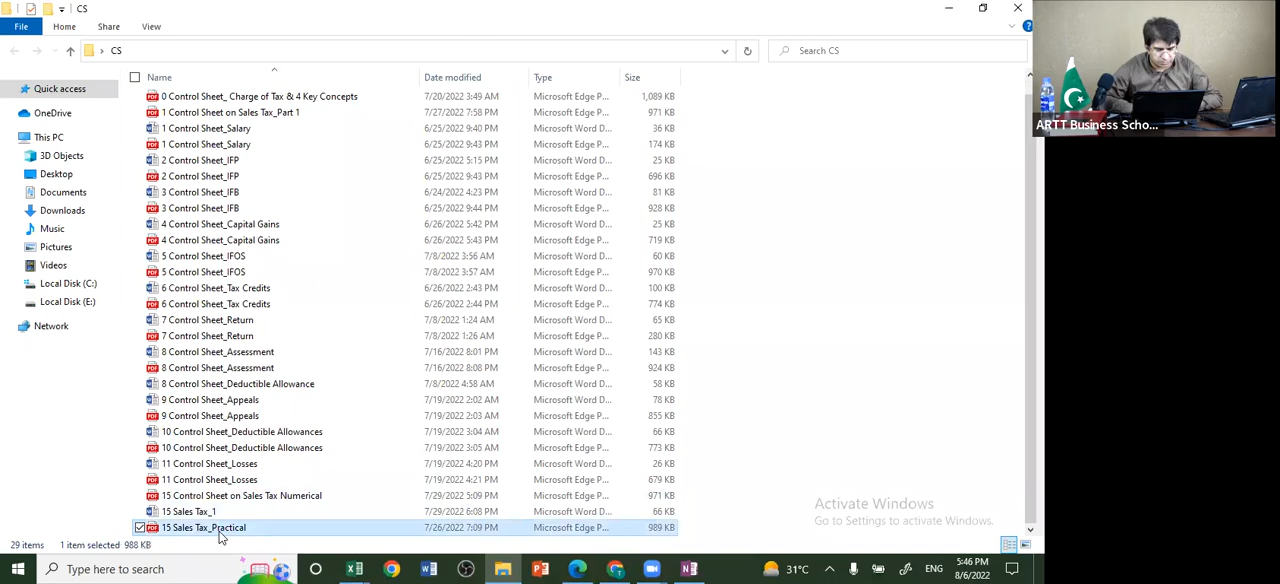 CS
File Home Share View
CS
Search CS
Name Date modified Type Size
Quick access
OneDrive
This PC
3D Objects
Desktop
Documents
Downloads
Music
Pictures
Videos
Local Disk (C:)
Local Disk (E:)
Network
0 Control Sheet_ Charge of Tax & 4 Key Concepts 7/20/2022 3:49 AM Microsoft Edge P... 1,089 KB
1 Control Sheet on Sales Tax_Part 1 7/27/2022 7:58 PM Microsoft Edge P... 971 KB
1 Control Sheet_Salary 6/25/2022 9:40 PM Microsoft Word D... 36 KB
1 Control Sheet_Salary 6/25/2022 9:43 PM Microsoft Edge P... 174 KB
2 Control Sheet_IFP 6/25/2022 5:15 PM Microsoft Word D... 25 KB
2 Control Sheet_IFP 6/25/2022 9:43 PM Microsoft Edge P... 696 KB
3 Control Sheet_IFB 6/24/2022 4:23 PM Microsoft Word D... 81 KB
3 Control Sheet_IFB 6/25/2022 9:44 PM Microsoft Edge P... 928 KB
4 Control Sheet_Capital Gains 6/26/2022 5:42 PM Microsoft Word D... 25 KB
4 Control Sheet_Capital Gains 6/26/2022 5:43 PM Microsoft Edge P... 719 KB
5 Control Sheet_IFOS 7/8/2022 3:56 AM Microsoft Word D... 60 KB
5 Control Sheet_IFOS 7/8/2022 3:57 AM Microsoft Edge P... 970 KB
6 Control Sheet_Tax Credits 6/26/2022 2:43 PM Microsoft Word D... 100 KB
6 Control Sheet_Tax Credits 6/26/2022 2:44 PM Microsoft Edge P... 774 KB
7 Control Sheet_Return 7/8/2022 1:24 AM Microsoft Word D... 65 KB
7 Control Sheet_Return 7/8/2022 1:26 AM Microsoft Edge P... 280 KB
8 Control Sheet_Assessment 7/16/2022 8:01 PM Microsoft Word D... 143 KB
8 Control Sheet_Assessment 7/16/2022 8:08 PM Microsoft Edge P... 924 KB
8 Control Sheet_Deductible Allowance 7/8/2022 4:58 AM Microsoft Word D... 58 KB
9 Control Sheet_Appeals 7/19/2022 2:02 AM Microsoft Word D... 78 KB
9 Control Sheet_Appeals 7/19/2022 2:03 AM Microsoft Edge P... 855 KB
10 Control Sheet_Deductible Allowances 7/19/2022 3:04 AM Microsoft Word D... 66 KB
10 Control Sheet_Deductible Allowances 7/19/2022 3:05 AM Microsoft Edge P... 773 KB
11 Control Sheet_Losses 7/19/2022 4:20 PM Microsoft Word D... 26 KB
11 Control Sheet_Losses 7/19/2022 4:21 PM Microsoft Edge P... 679 KB
15 Control Sheet on Sales Tax Numerical 7/29/2022 5:09 PM Microsoft Edge P... 971 KB
15 Sales Tax_1 7/29/2022 6:08 PM Microsoft Word D... 66 KB
15 Sales Tax_Practical 7/26/2022 7:09 PM Microsoft Edge P... 989 KB
ARTT Business Scho...
Activate Windows
Go to Settings to activate Windows.
29 items 1 item selected 988 KB
Type here to search
31°C
ENG
5:46 PM
8/6/2022